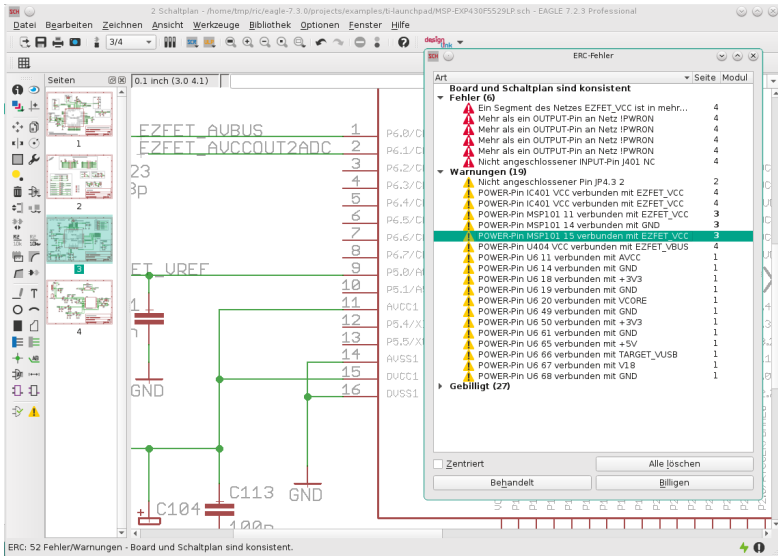 2 Schaltplan - /home/tmp/ric/eagle-7.3.0/projects/examples/ti-launchpad/MSP-EXP430F5529LP.sch - EAGLE 7.2.3 Professional
Datei Bearbeiten Zeichnen Ansicht Werkzeuge Bibliothek Optionen Fenster Hilfe
3/4
design link
Seiten
0.1 inch (3.0 4.1)
1
2
3
4
EZFET_AVBUS 1 P6.0/C
EZFET_AVCCOUT2ADC 2 P6.1/C
23 3 P6.2/C
3p 4 P6.3/C
5 P6.4/C
6 P6.5/C
7 P6.6/C
8 P6.7/C
ET_VREF 9 P5.0/A
10 P5.1/A
11 AVCC1
12 P5.4/X
13 P5.5/X
14 AVSS1
15 DVCC1
16 DVSS1
GND
C113 GND
C104
100n
ERC-Fehler
Art Seite Modul
Board und Schaltplan sind konsistent
Fehler (6)
Ein Segment des Netzes EZFET_VCC ist in mehr... 4
Mehr als ein OUTPUT-Pin an Netz !PWRON 4
Mehr als ein OUTPUT-Pin an Netz !PWRON 4
Mehr als ein OUTPUT-Pin an Netz !PWRON 4
Mehr als ein OUTPUT-Pin an Netz !PWRON 4
Nicht angeschlossener INPUT-Pin J401 NC 4
Warnungen (19)
Nicht angeschlossener Pin JP4.3 2 2
POWER-Pin IC401 VCC verbunden mit EZFET_VCC 4
POWER-Pin IC401 VCC verbunden mit EZFET_VCC 4
POWER-Pin MSP101 11 verbunden mit EZFET_VCC 3
POWER-Pin MSP101 14 verbunden mit GND 3
POWER-Pin MSP101 15 verbunden mit EZFET_VCC 3
POWER-Pin U404 VCC verbunden mit EZFET_VBUS 4
POWER-Pin U6 11 verbunden mit AVCC 1
POWER-Pin U6 14 verbunden mit GND 1
POWER-Pin U6 18 verbunden mit +3V3 1
POWER-Pin U6 19 verbunden mit GND 1
POWER-Pin U6 20 verbunden mit VCORE 1
POWER-Pin U6 49 verbunden mit GND 1
POWER-Pin U6 50 verbunden mit +3V3 1
POWER-Pin U6 61 verbunden mit GND 1
POWER-Pin U6 65 verbunden mit +5V 1
POWER-Pin U6 66 verbunden mit TARGET_VUSB 1
POWER-Pin U6 67 verbunden mit V18 1
POWER-Pin U6 68 verbunden mit GND 1
Gebilligt (27)
Zentriert
Alle löschen
Behandelt
Billigen
ERC: 52 Fehler/Warnungen - Board und Schaltplan sind konsistent.